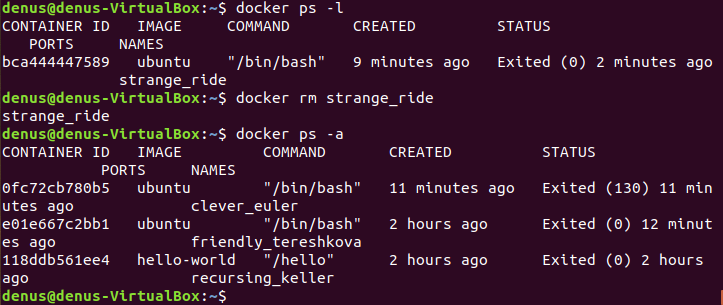 denus@denus-VirtualBox:~$ docker ps -l
CONTAINER ID   IMAGE     COMMAND       CREATED         STATUS
   PORTS     NAMES
bca444447589   ubuntu    "/bin/bash"   9 minutes ago   Exited (0) 2 minutes ago
             strange_ride
denus@denus-VirtualBox:~$ docker rm strange_ride
strange_ride
denus@denus-VirtualBox:~$ docker ps -a
CONTAINER ID   IMAGE         COMMAND       CREATED          STATUS
           PORTS     NAMES
0fc72cb780b5   ubuntu        "/bin/bash"   11 minutes ago   Exited (130) 11 min
utes ago             clever_euler
e01e667c2bb1   ubuntu        "/bin/bash"   2 hours ago      Exited (0) 12 minut
es ago               friendly_tereshkova
118ddb561ee4   hello-world   "/hello"      2 hours ago      Exited (0) 2 hours
ago                  recursing_keller
denus@denus-VirtualBox:~$